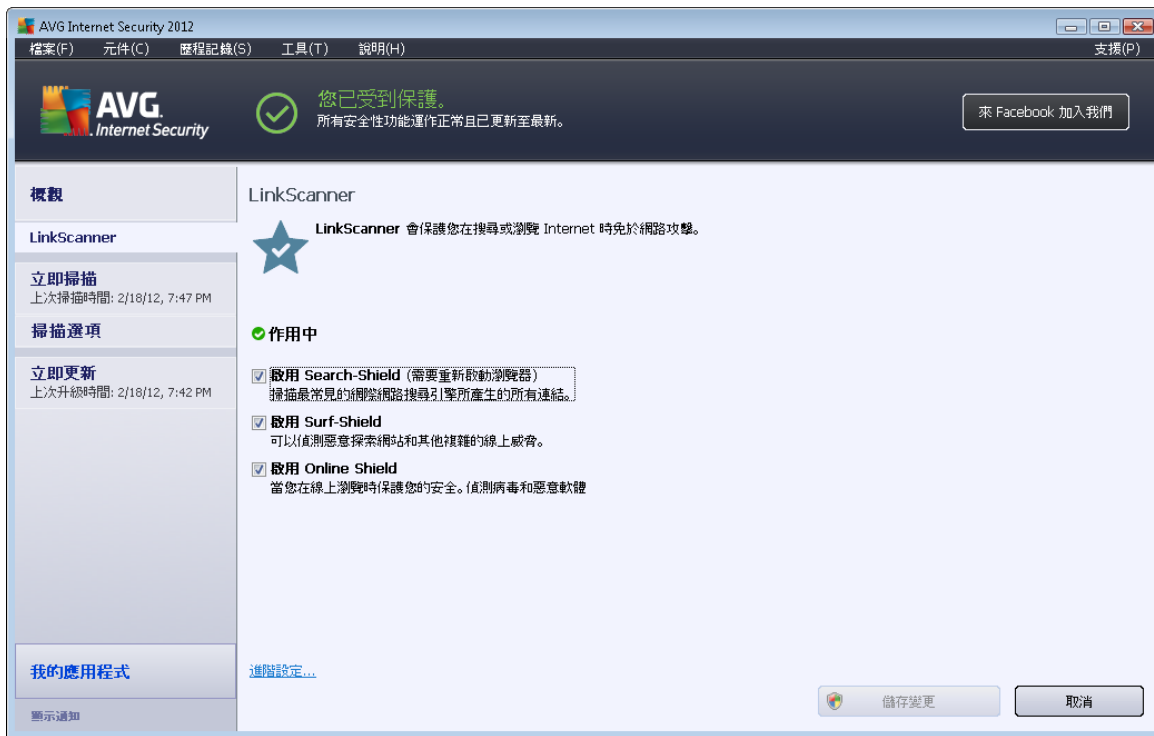 AVG Internet Security 2012
檔案(F) 元件(C) 歷程記錄(S) 工具(T) 說明(H) 支援(P)
AVG.
Internet Security
您已受到保護。
所有安全性功能運作正常且已更新至最新。
來 Facebook 加入我們
概觀
LinkScanner
立即掃描
上次掃描時間: 2/18/12, 7:47 PM
掃描選項
立即更新
上次升級時間: 2/18/12, 7:42 PM
我的應用程式
顯示通知
LinkScanner
LinkScanner 會保護您在搜尋或瀏覽 Internet 時免於網路攻擊。
作用中
啟用 Search-Shield (需要重新啟動瀏覽器)
掃描最常見的網際網路搜尋引擎所產生的所有連結。
啟用 Surf-Shield
可以偵測惡意探索網站和其他複雜的線上威脅。
啟用 Online Shield
當您在線上瀏覽時保護您的安全。偵測病毒和惡意軟體
進階設定...
儲存變更
取消